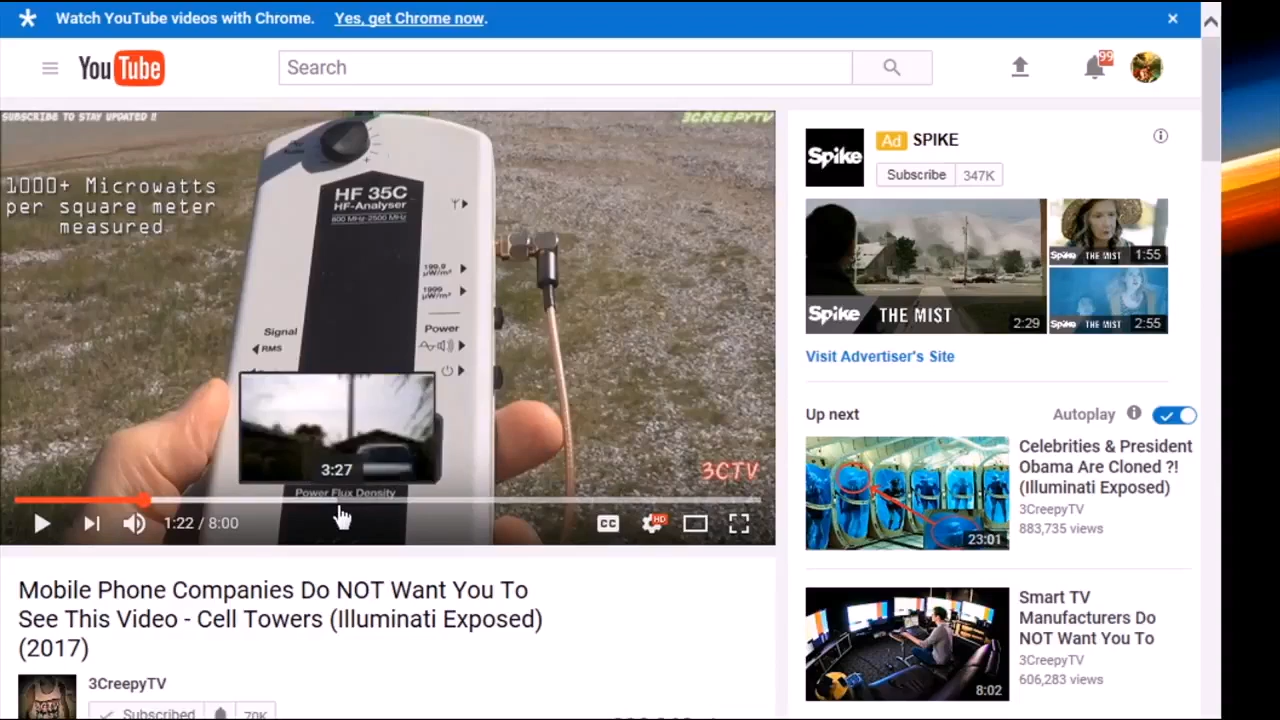 Watch YouTube videos with Chrome. Yes, get Chrome now.
YouTube
Search
99
SUBSCRIBE TO STAY UPDATED !!
3CREEPYTV
1000+ Microwatts
per square meter
measured
HF 35C
HF-Analyser
800 MHz-2500 MHz
199.9
µW/m²
1999
µW/m²
Signal
RMS
Power
3:27
Power Flux Density
3CTV
1:22 / 8:00
CC
HD
Mobile Phone Companies Do NOT Want You To
See This Video - Cell Towers (Illuminati Exposed)
(2017)
3CreepyTV
Subscribed 70K
Spike
Ad SPIKE
Subscribe 347K
Spike THE MIST 2:29
Spike THE MIST 1:55
Spike THE MIST 2:55
Visit Advertiser's Site
Up next
Autoplay
23:01
Celebrities & President
Obama Are Cloned ?!
(Illuminati Exposed)
3CreepyTV
883,735 views
8:02
Smart TV
Manufacturers Do
NOT Want You To
3CreepyTV
606,283 views